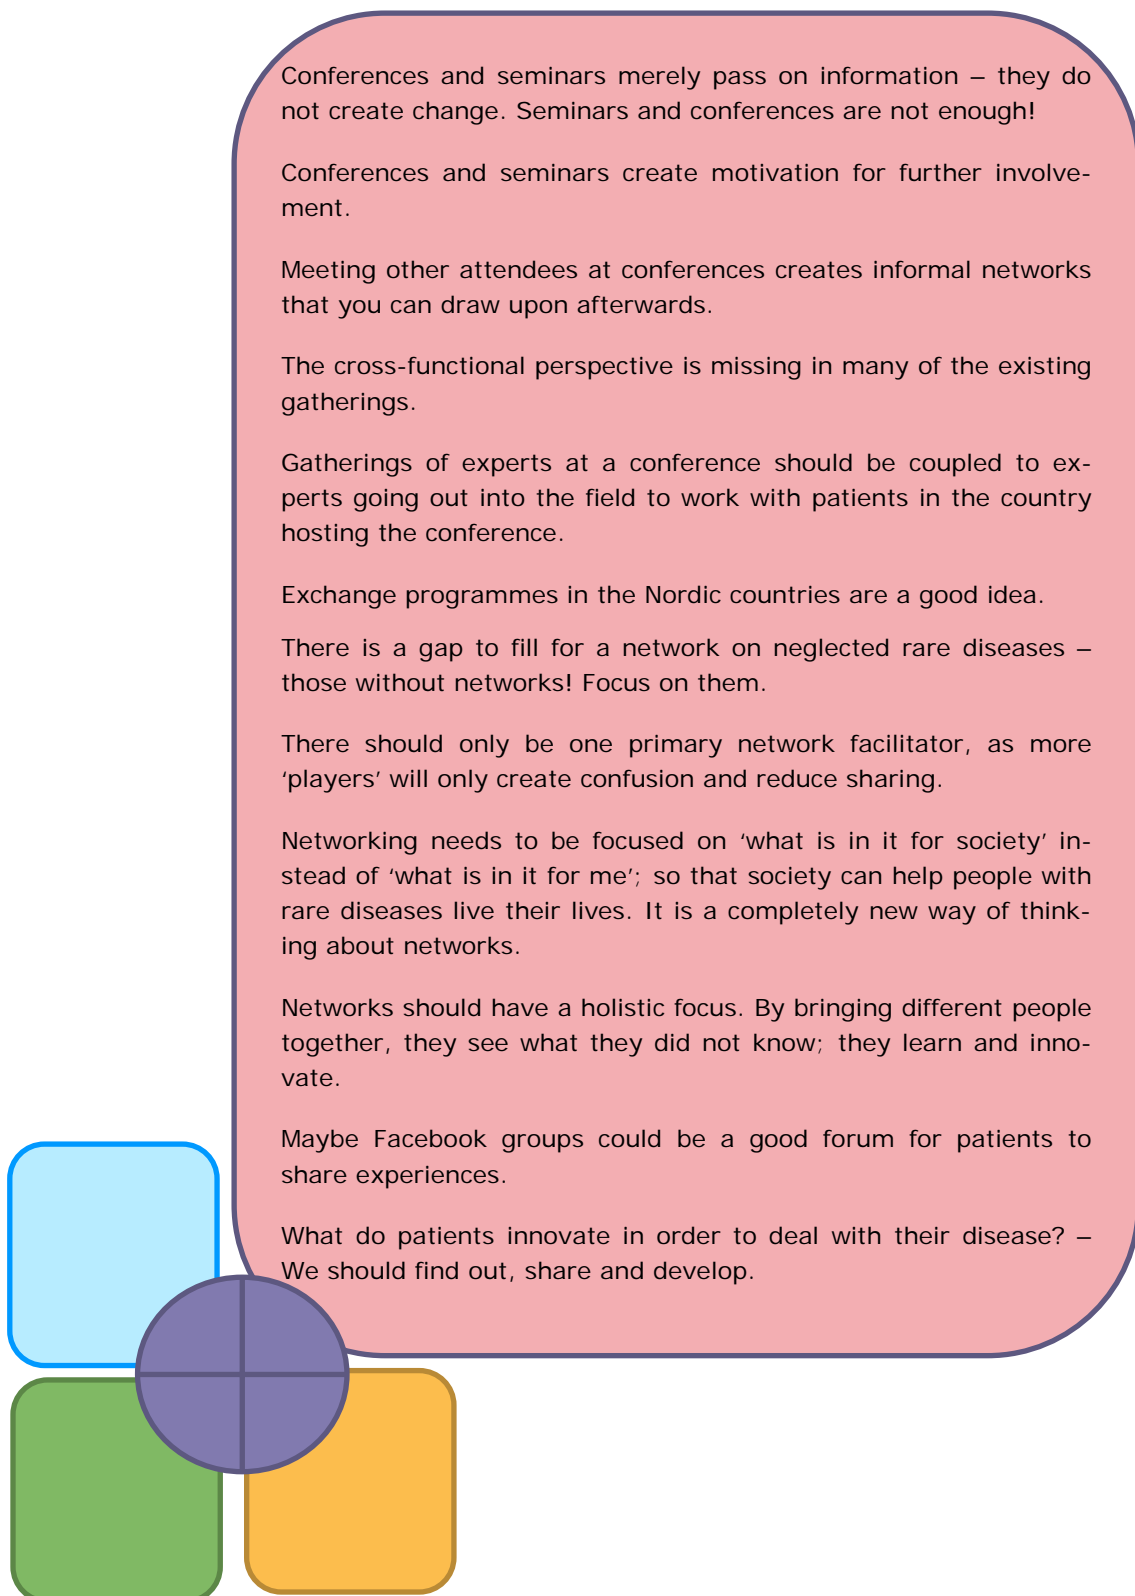 Conferences and seminars merely pass on information – they do
not create change. Seminars and conferences are not enough!
Conferences and seminars create motivation for further involve-
ment.
Meeting other attendees at conferences creates informal networks
that you can draw upon afterwards.
The cross-functional perspective is missing in many of the existing
gatherings.
Gatherings of experts at a conference should be coupled to ex-
perts going out into the field to work with patients in the country
hosting the conference.
Exchange programmes in the Nordic countries are a good idea.
There is a gap to fill for a network on neglected rare diseases –
those without networks! Focus on them.
There should only be one primary network facilitator, as more
‘players’ will only create confusion and reduce sharing.
Networking needs to be focused on ‘what is in it for society’ in-
stead of ‘what is in it for me’; so that society can help people with
rare diseases live their lives. It is a completely new way of think-
ing about networks.
Networks should have a holistic focus. By bringing different people
together, they see what they did not know; they learn and inno-
vate.
Maybe Facebook groups could be a good forum for patients to
share experiences.
What do patients innovate in order to deal with their disease? –
We should find out, share and develop.